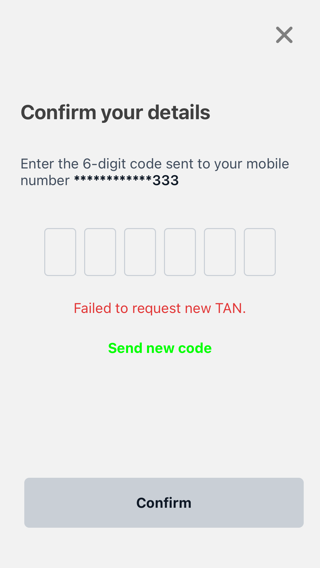 Confirm your details
Enter the 6-digit code sent to your mobile
number ************333
Failed to request new TAN.
Send new code
Confirm